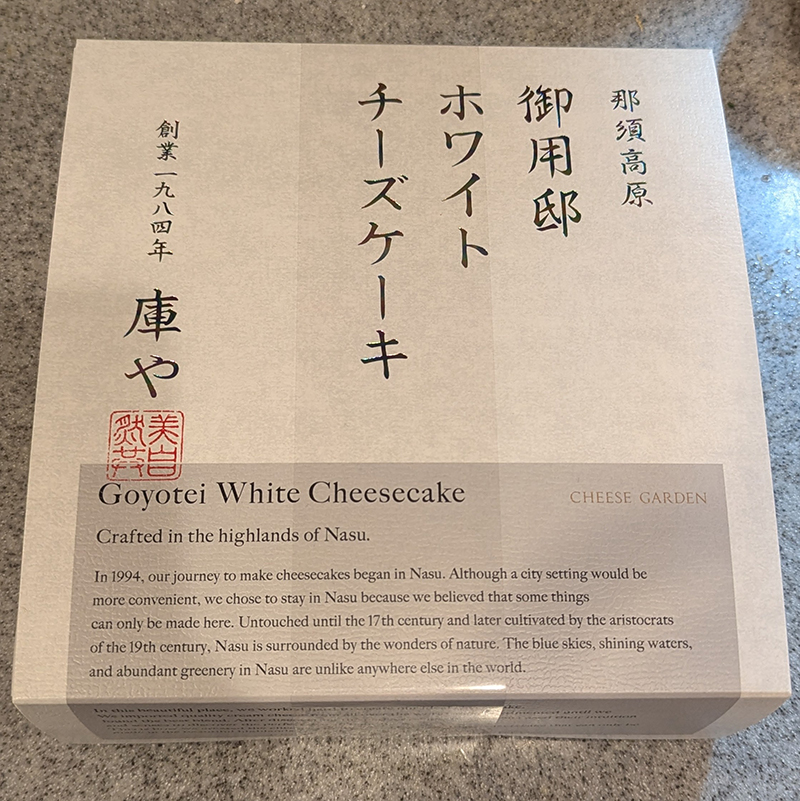 那須高原
御用邸
ホワイト
チーズケーキ
創業一九八四年
庫や
Goyotei White Cheesecake
CHEESE GARDEN
Crafted in the highlands of Nasu.
In 1994, our journey to make cheesecakes began in Nasu. Although a city setting would be
more convenient, we chose to stay in Nasu because we believed that some things
can only be made here. Untouched until the 17th century and later cultivated by the aristocrats
of the 19th century, Nasu is surrounded by the wonders of nature. The blue skies, shining waters,
and abundant greenery in Nasu are unlike anywhere else in the world.
In this beautiful place, we